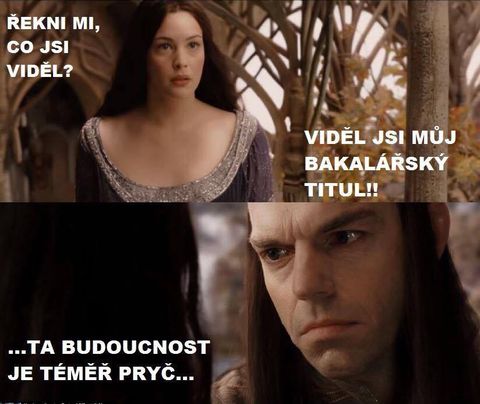 ŘEKNI MI,
CO JSI
VIDĚL?
VIDĚL JSI MŮJ
BAKALÁŘSKÝ
TITUL!!
...TA BUDOUCNOST
JE TÉMĚŘ PRYČ...